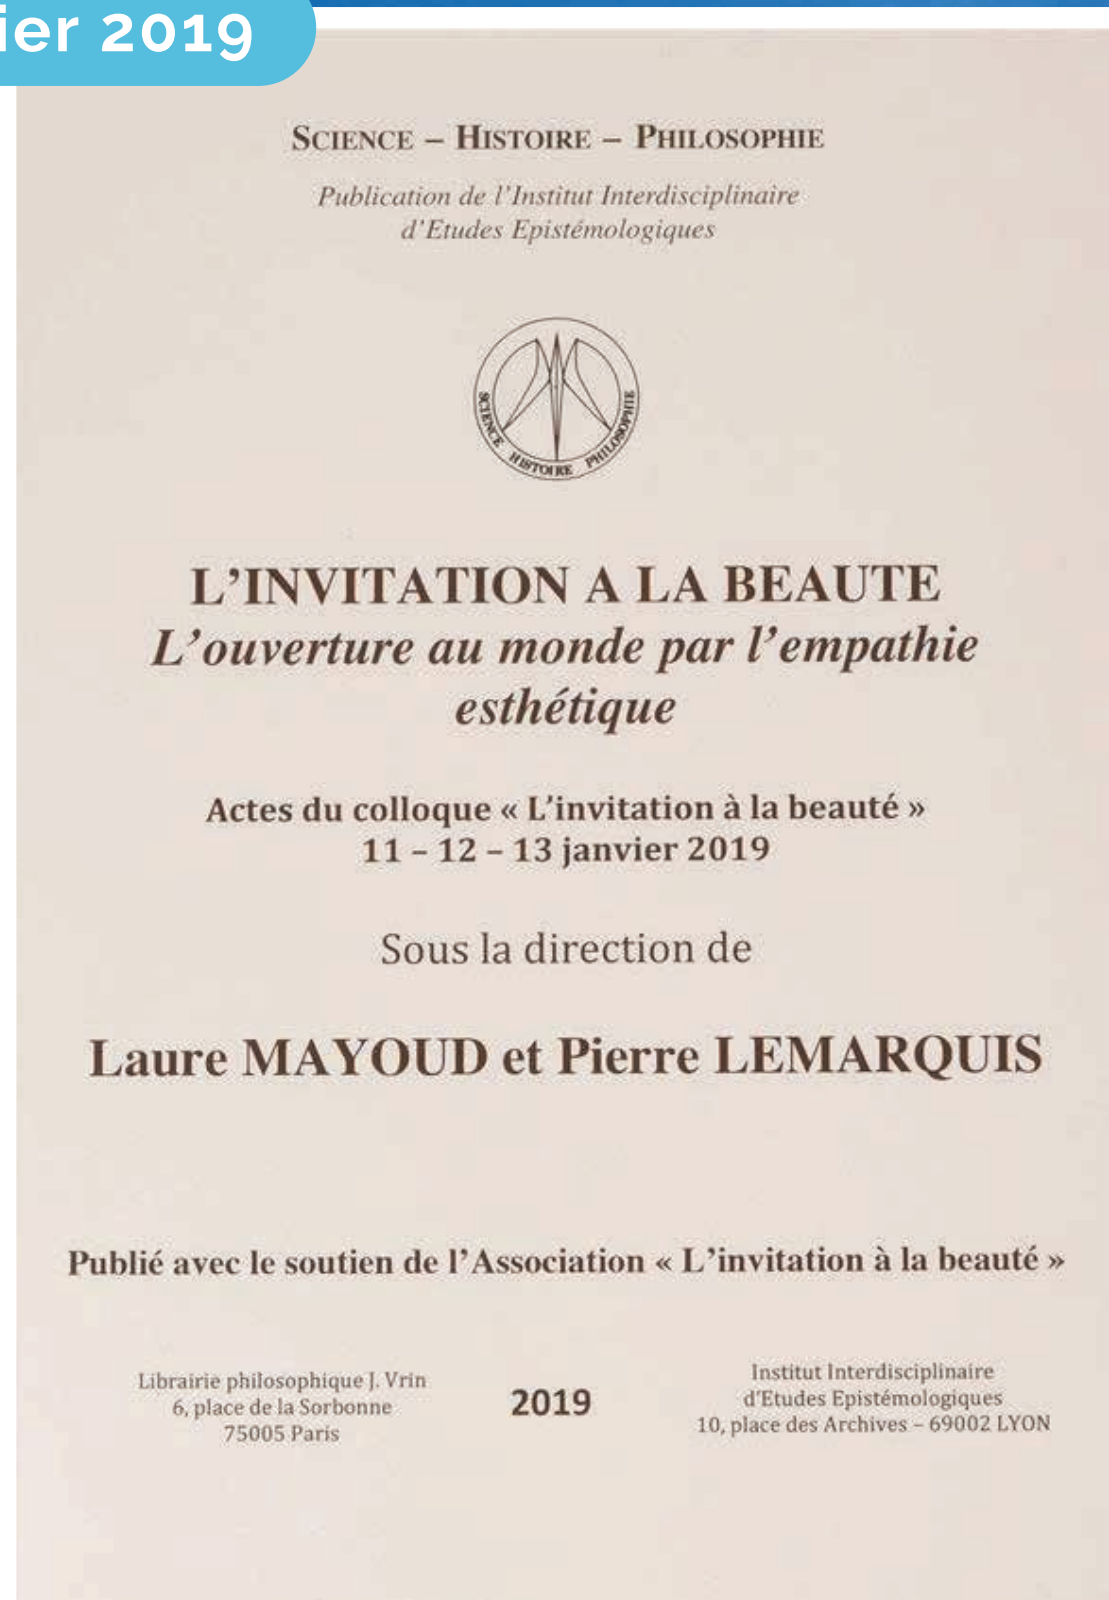 ier 2019
SCIENCE – HISTOIRE – PHILOSOPHIE
Publication de l'Institut Interdisciplinaire
d'Etudes Epistémologiques
SCIENCE HISTOIRE PHILOSOPHIE
L'INVITATION A LA BEAUTE
L'ouverture au monde par l'empathie
esthétique
Actes du colloque « L'invitation à la beauté »
11 – 12 – 13 janvier 2019
Sous la direction de
Laure MAYOUD et Pierre LEMARQUIS
Publié avec le soutien de l'Association « L'invitation à la beauté »
Librairie philosophique J. Vrin
6, place de la Sorbonne
75005 Paris
2019
Institut Interdisciplinaire
d'Etudes Epistémologiques
10, place des Archives – 69002 LYON